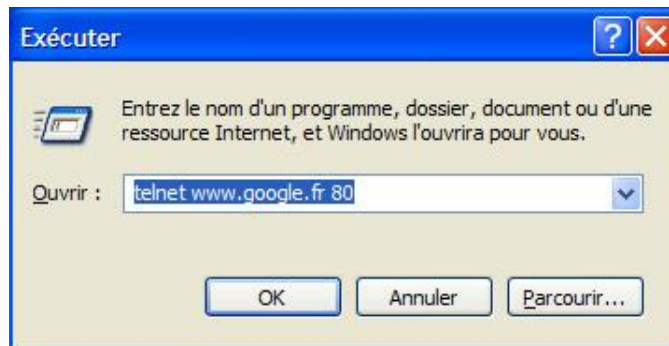 Exécuter
Entrez le nom d'un programme, dossier, document ou d'une
ressource Internet, et Windows l'ouvrira pour vous.
Ouvrir : telnet www.google.fr 80
OK Annuler Parcourir...